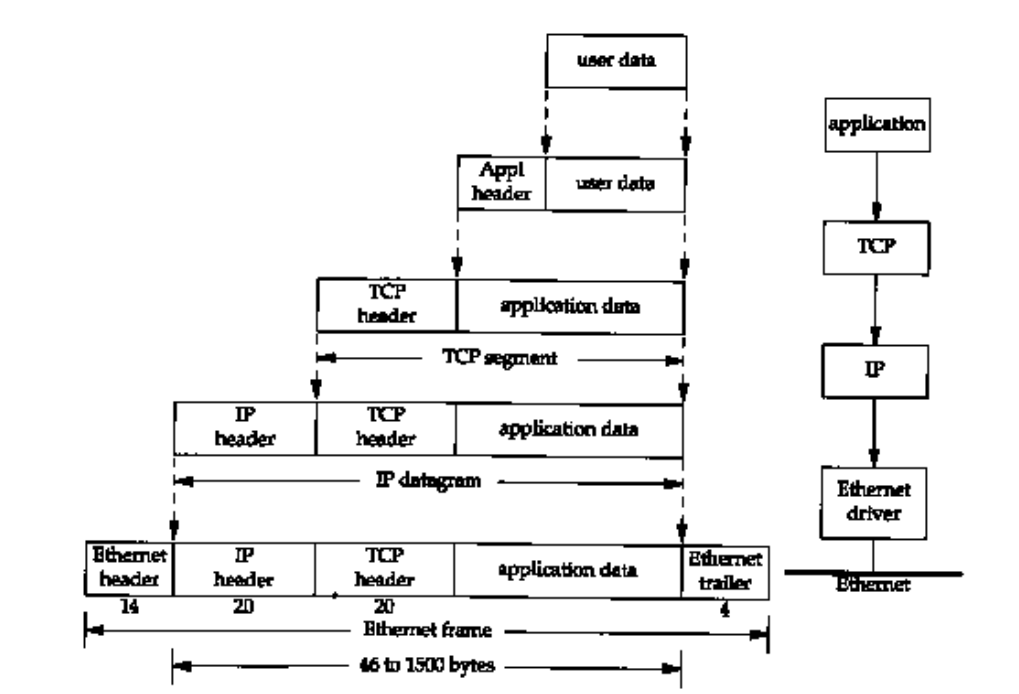 user data
application
Appl
header
user data
TCP
TCP
header
application data
TCP segment
IP
IP
header
TCP
header
application data
IP datagram
Ethernet
driver
Ethernet
header
IP
header
TCP
header
application data
Ethernet
trailer
Ethernet
14
20
20
4
Ethernet frame
46 to 1500 bytes